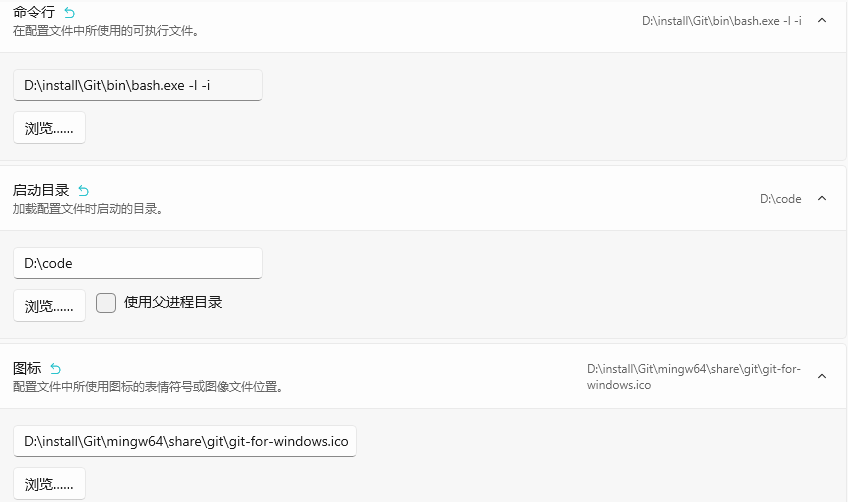 命令行
在配置文件中所使用的可执行文件。
D:\install\Git\bin\bash.exe -l -i
D:\install\Git\bin\bash.exe -l -i
浏览......
启动目录
加载配置文件时启动的目录。
D:\code
D:\code
浏览......
使用父进程目录
图标
配置文件中所使用图标的表情符号或图像文件位置。
D:\install\Git\mingw64\share\git\git-for-
windows.ico
D:\install\Git\mingw64\share\git\git-for-windows.ico
浏览......